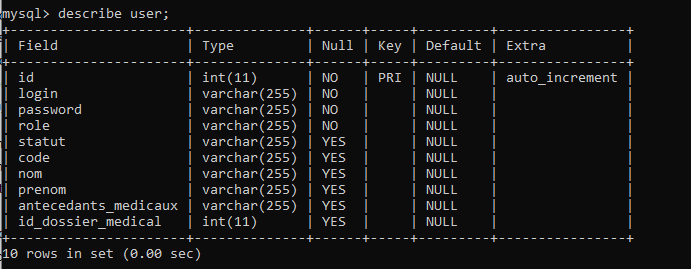 mysql> describe user;
+---------------------+--------------+------+-----+---------+----------------+
| Field               | Type         | Null | Key | Default | Extra          |
+---------------------+--------------+------+-----+---------+----------------+
| id                  | int(11)      | NO   | PRI | NULL    | auto_increment |
| login               | varchar(255) | NO   |     | NULL    |                |
| password            | varchar(255) | NO   |     | NULL    |                |
| role                | varchar(255) | NO   |     | NULL    |                |
| statut              | varchar(255) | YES  |     | NULL    |                |
| code                | varchar(255) | YES  |     | NULL    |                |
| nom                 | varchar(255) | YES  |     | NULL    |                |
| prenom              | varchar(255) | YES  |     | NULL    |                |
| antecedants_medicaux | varchar(255) | YES  |     | NULL    |                |
| id_dossier_medical  | int(11)      | YES  |     | NULL    |                |
+---------------------+--------------+------+-----+---------+----------------+
10 rows in set (0.00 sec)